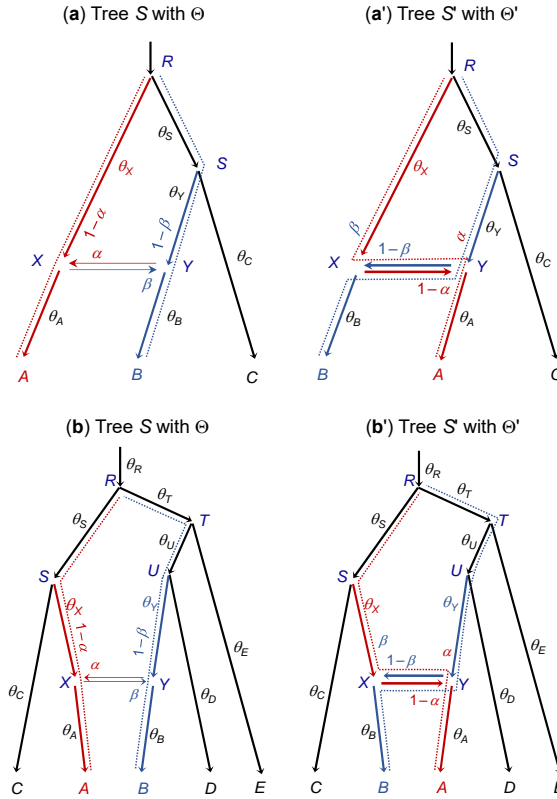 (a) Tree S with Θ
(a') Tree S' with Θ'
R
R
θS
θS
θX
S
θX
S
θY
θY
1−α
1−β
θC
β
α
θC
X
α
Y
X
1−β
Y
β
1−α
θA
θB
θB
θA
A
B
C
B
A
C
(b) Tree S with Θ
(b') Tree S' with Θ'
θR
θR
R
θT
R
θT
θS
T
θS
T
θU
θU
S
U
S
U
θX
θY
θX
θY
1−α
1−β
θE
β
α
θE
α
1−β
X
Y
X
Y
θC
β
θD
θC
1−α
θD
θA
θB
θB
θA
C
A
B
D
E
C
B
A
D
E